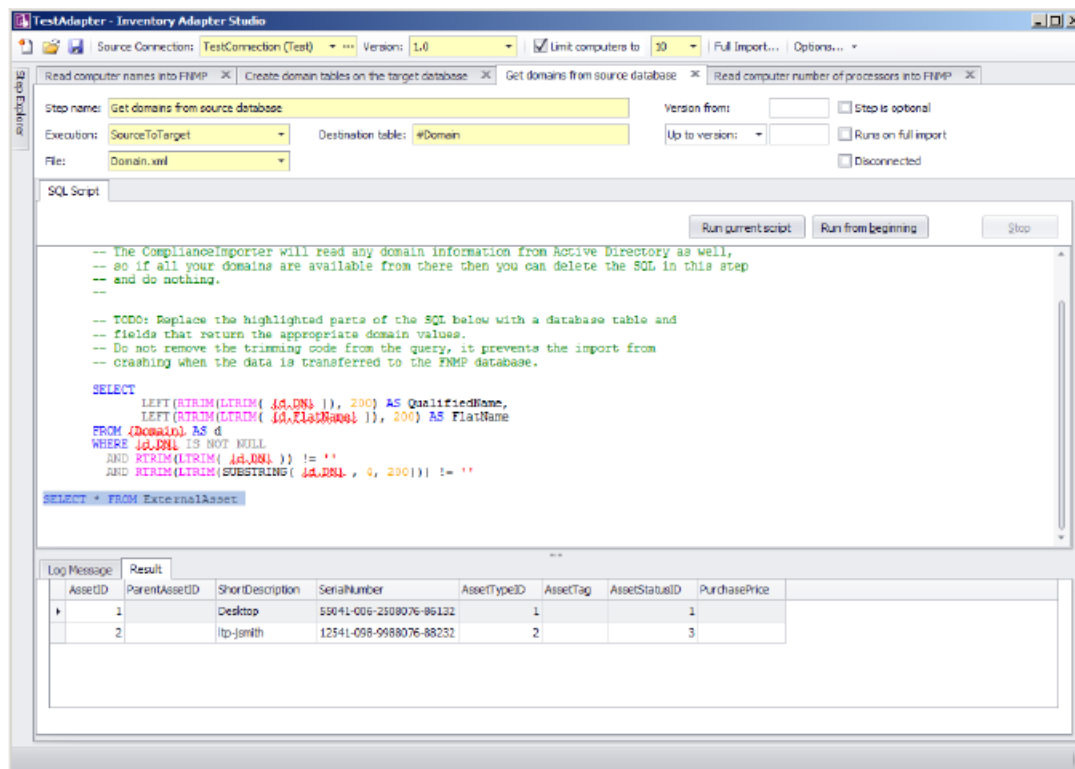 TestAdapter - Inventory Adapter Studio
Source Connection: TestConnection (Test) Version: 1.0 Limit computers to 10 Full Import... Options...
Step Explorer
Read computer names into FNMP Create domain tables on the target database Get domains from source database Read computer number of processors into FNMP
Step name: Get domains from source database Version from: Step is optional
Execution: SourceToTarget Destination table: #Domain Up to version: Runs on full import
File: Domain.xml Disconnected
SQL Script
Run current script Run from beginning Stop
-- The ComplianceImporter will read any domain information from Active Directory as well,
-- so if all your domains are available from there then you can delete the SQL in this step
-- and do nothing.
--
-- TODO: Replace the highlighted parts of the SQL below with a database table and
-- fields that return the appropriate domain values.
-- Do not remove the trimming code from the query, it prevents the import from
-- crashing when the data is transferred to the FNMP database.
SELECT
LEFT(RTRIM(LTRIM( {d.DN} )), 200) AS QualifiedName,
LEFT(RTRIM(LTRIM( {d.FlatName} )), 200) AS FlatName
FROM {Domain} AS d
WHERE {d.DN} IS NOT NULL
AND RTRIM(LTRIM( {d.DN} )) != ''
AND RTRIM(LTRIM(SUBSTRING( {d.DN} , 4, 200))) != ''
SELECT * FROM ExternalAsset
Log Message Result
AssetID ParentAssetID ShortDescription SerialNumber AssetTypeID AssetTag AssetStatusID PurchasePrice
1 Desktop 55041-006-2508076-86132 1 1
2 ltp-jsmith 12541-098-9988076-88232 2 3